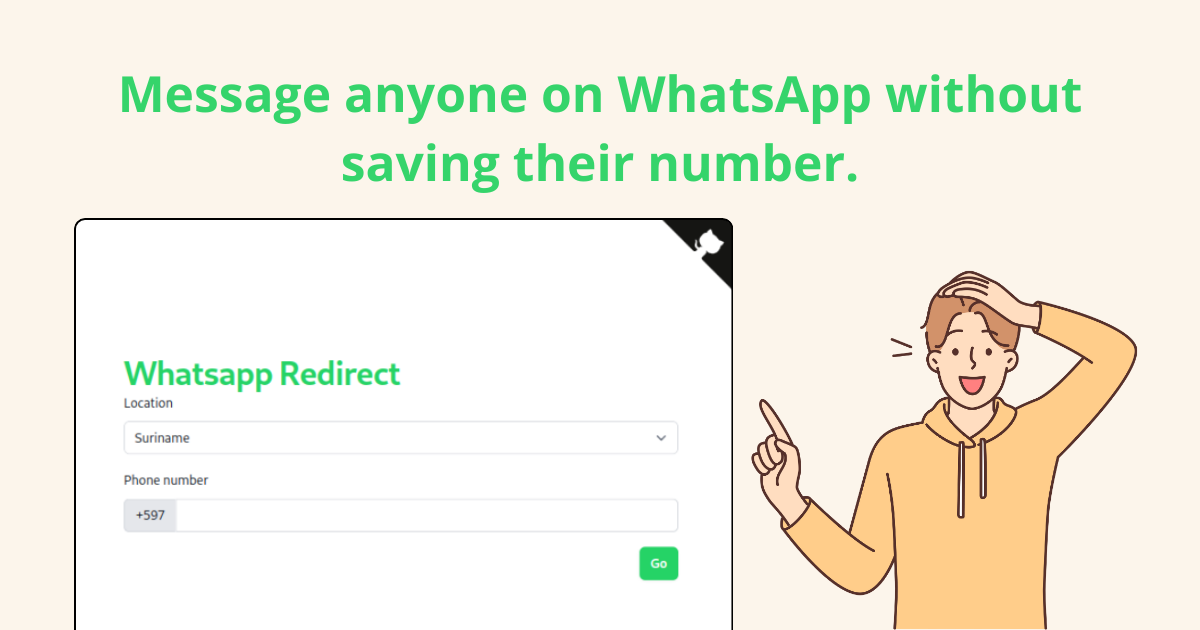 Message anyone on WhatsApp without
saving their number.
Whatsapp Redirect
Location
Suriname
Phone number
+597
Go